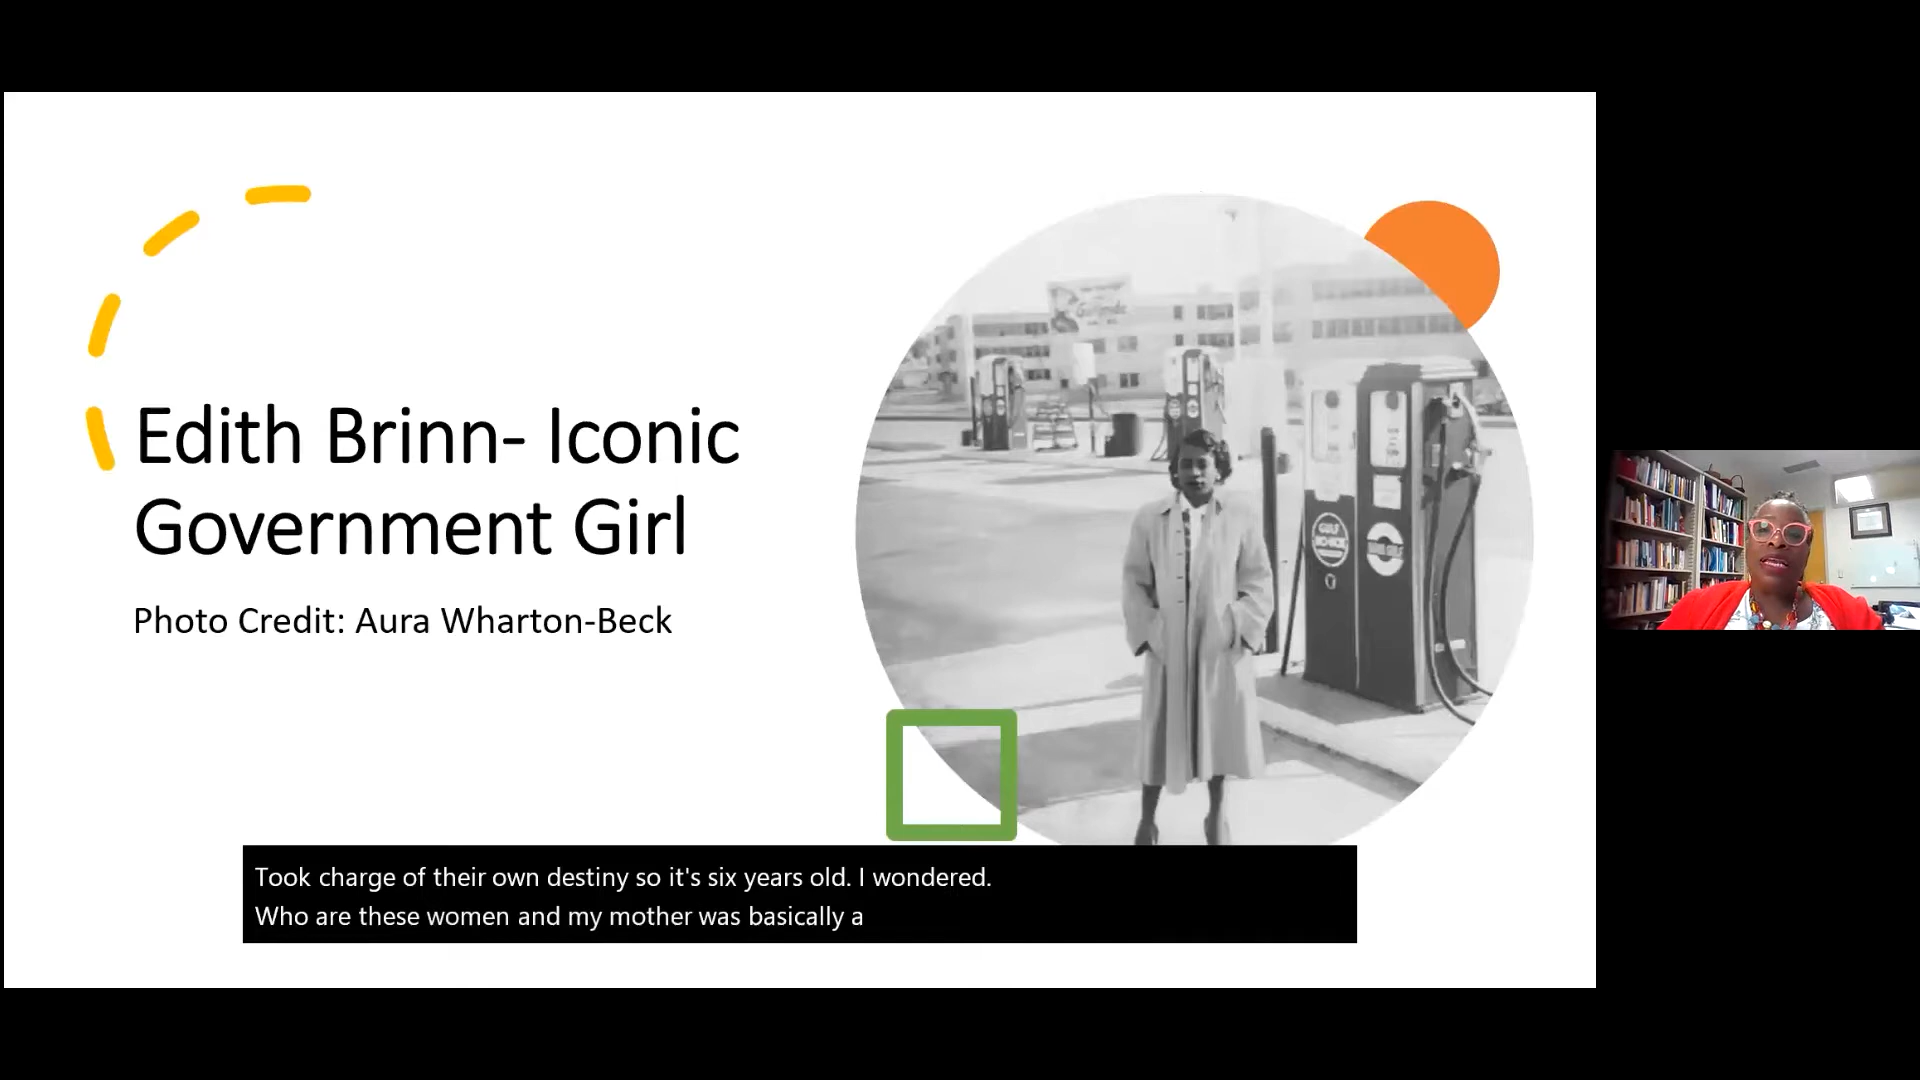 Edith Brinn- Iconic
Government Girl
Photo Credit: Aura Wharton-Beck
GULF
Took charge of their own destiny so it's six years old. I wondered.
Who are these women and my mother was basically a